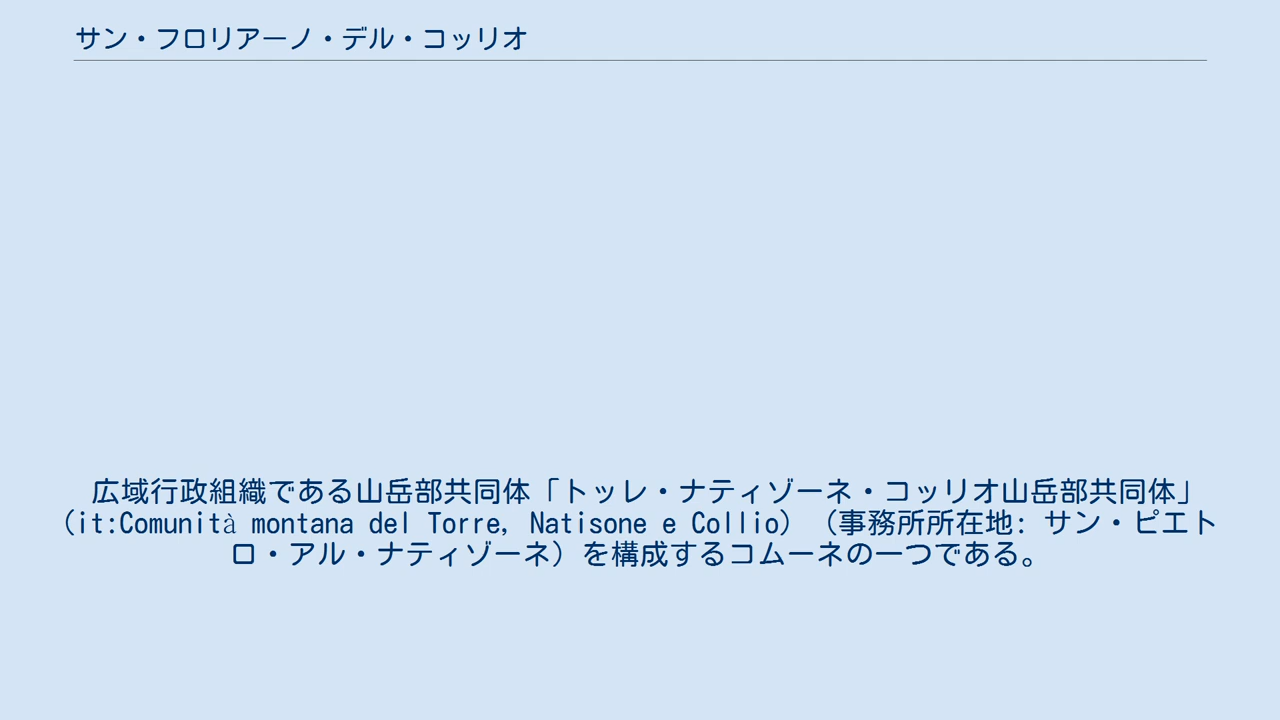 サン・フロリアーノ・デル・コッリオ
広域行政組織である山岳部共同体「トッレ・ナティゾーネ・コッリオ山岳部共同体」
（it:Comunità montana del Torre, Natisone e Collio）（事務所所在地: サン・ピエト
ロ・アル・ナティゾーネ）を構成するコムーネの一つである。